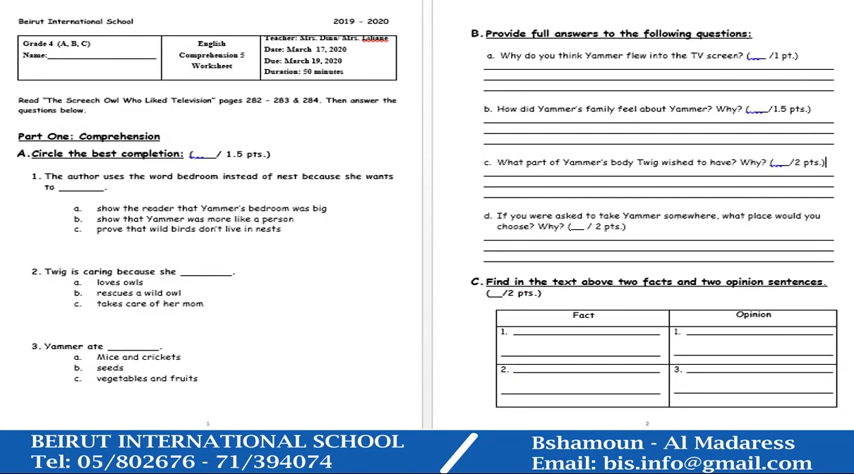 Beirut International School 2019 - 2020
Grade 4 (A, B, C)
Name:
English
Comprehension 5
Worksheet
Teacher: Mrs. Dina/ Mrs.
Date: March 17, 2020
Due: March 19, 2020
Duration: 50 minutes
Read "The Screech Owl Who Liked Television" pages 282 - 283 & 284. Then answer the
questions below.
Part One: Comprehension
A. Circle the best completion: (___/ 1.5 pts.)
1. The author uses the word bedroom instead of nest because she wants
to ________.
a. show the reader that Yammer's bedroom was big
b. show that Yammer was more like a person
c. prove that wild birds don't live in nests
2. Twig is caring because she _________.
a. loves owls
b. rescues a wild owl
c. takes care of her mom
3. Yammer ate _________.
a. Mice and crickets
b. seeds
c. vegetables and fruits
1
B. Provide full answers to the following questions:
a. Why do you think Yammer flew into the TV screen? (___ /1 pt.)
b. How did Yammer's family feel about Yammer? Why? (___/1.5 pts.)
c. What part of Yammer's body Twig wished to have? Why? (___/2 pts.)
d. If you were asked to take Yammer somewhere, what place would you
choose? Why? (__ / 2 pts.)
C. Find in the text above two facts and two opinion sentences.
(__/2 pts.)
Fact Opinion
1. 1.
2. 3.
2
BEIRUT INTERNATIONAL SCHOOL
Tel: 05/802676 - 71/394074
Bshamoun - Al Madaress
Email: bis.info@gmail.com